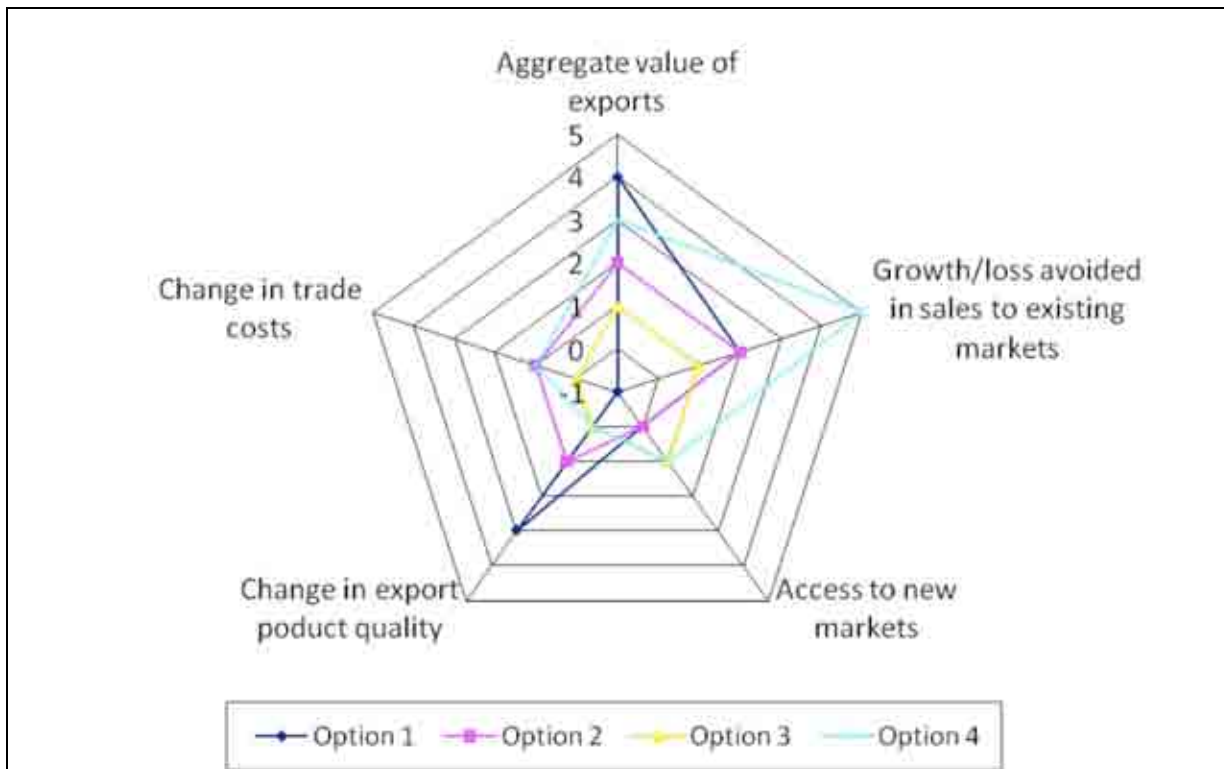 Aggregate value of
exports
5
4
3
2
1
0
-1
Growth/loss avoided
in sales to existing
markets
Change in trade
costs
Access to new
markets
Change in export
poduct quality
Option 1
Option 2
Option 3
Option 4